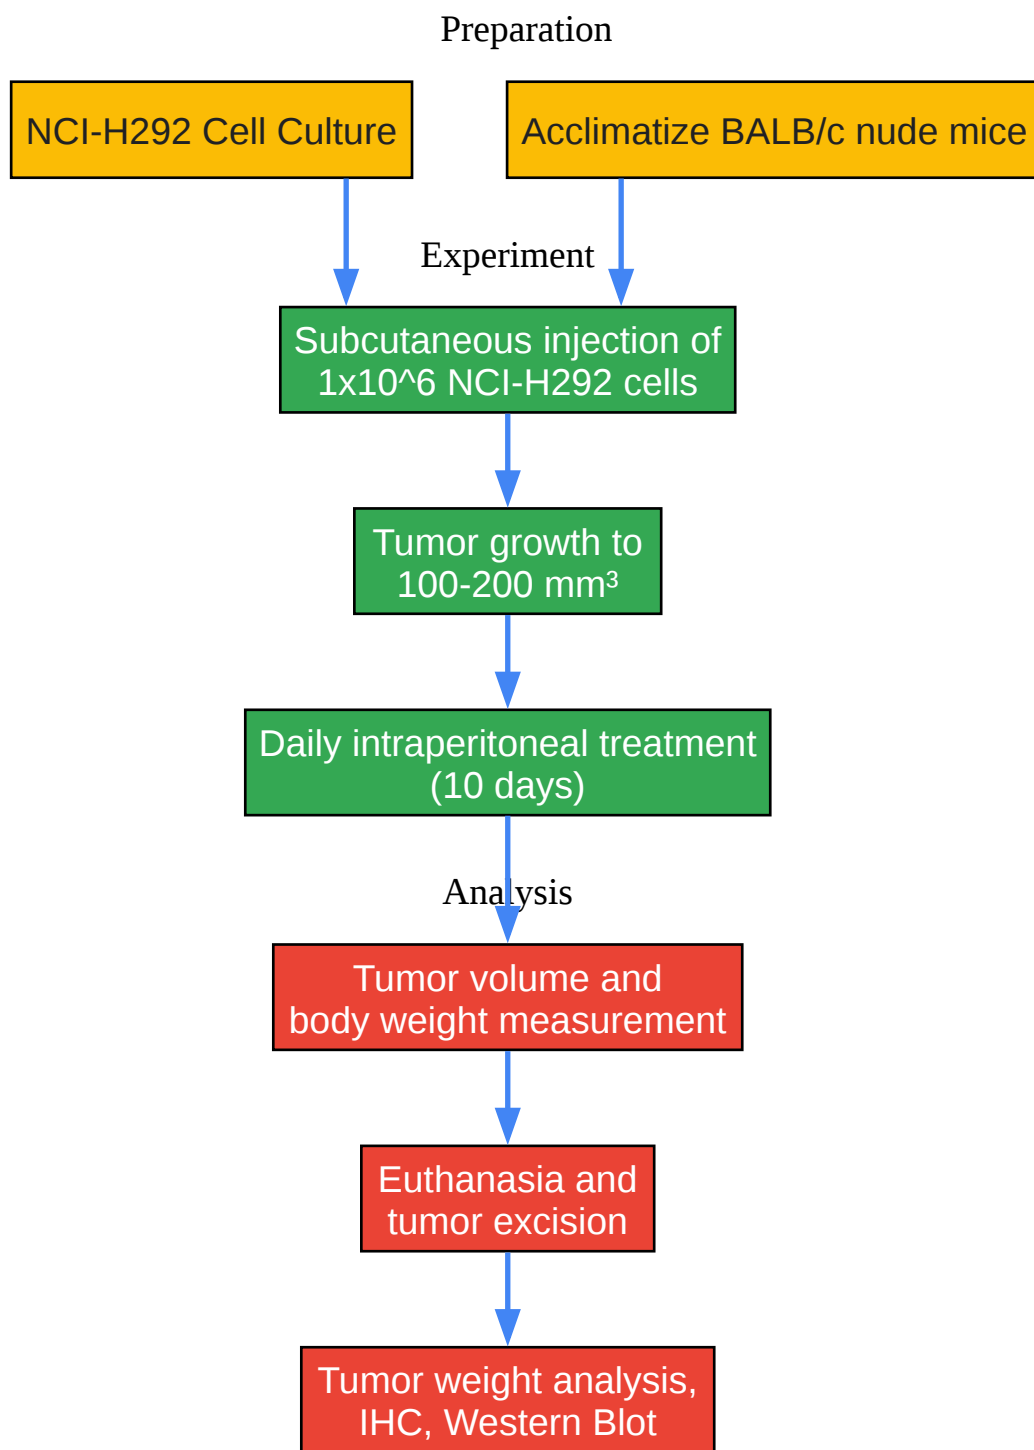 Preparation
NCI-H292 Cell Culture
Acclimatize BALB/c nude mice
Experiment
Subcutaneous injection of
1x10^6 NCI-H292 cells
Tumor growth to
100-200 mm³
Daily intraperitoneal treatment
(10 days)
Analysis
Tumor volume and
body weight measurement
Euthanasia and
tumor excision
Tumor weight analysis,
IHC, Western Blot